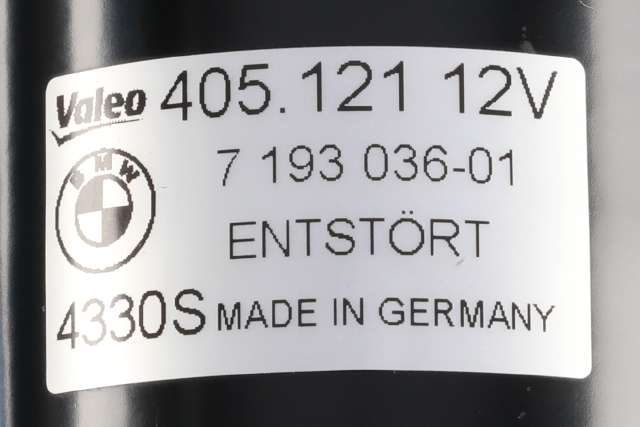 Valeo 405.121 12V
BMW
7 193 036-01
ENTSTÖRT
4330S MADE IN GERMANY